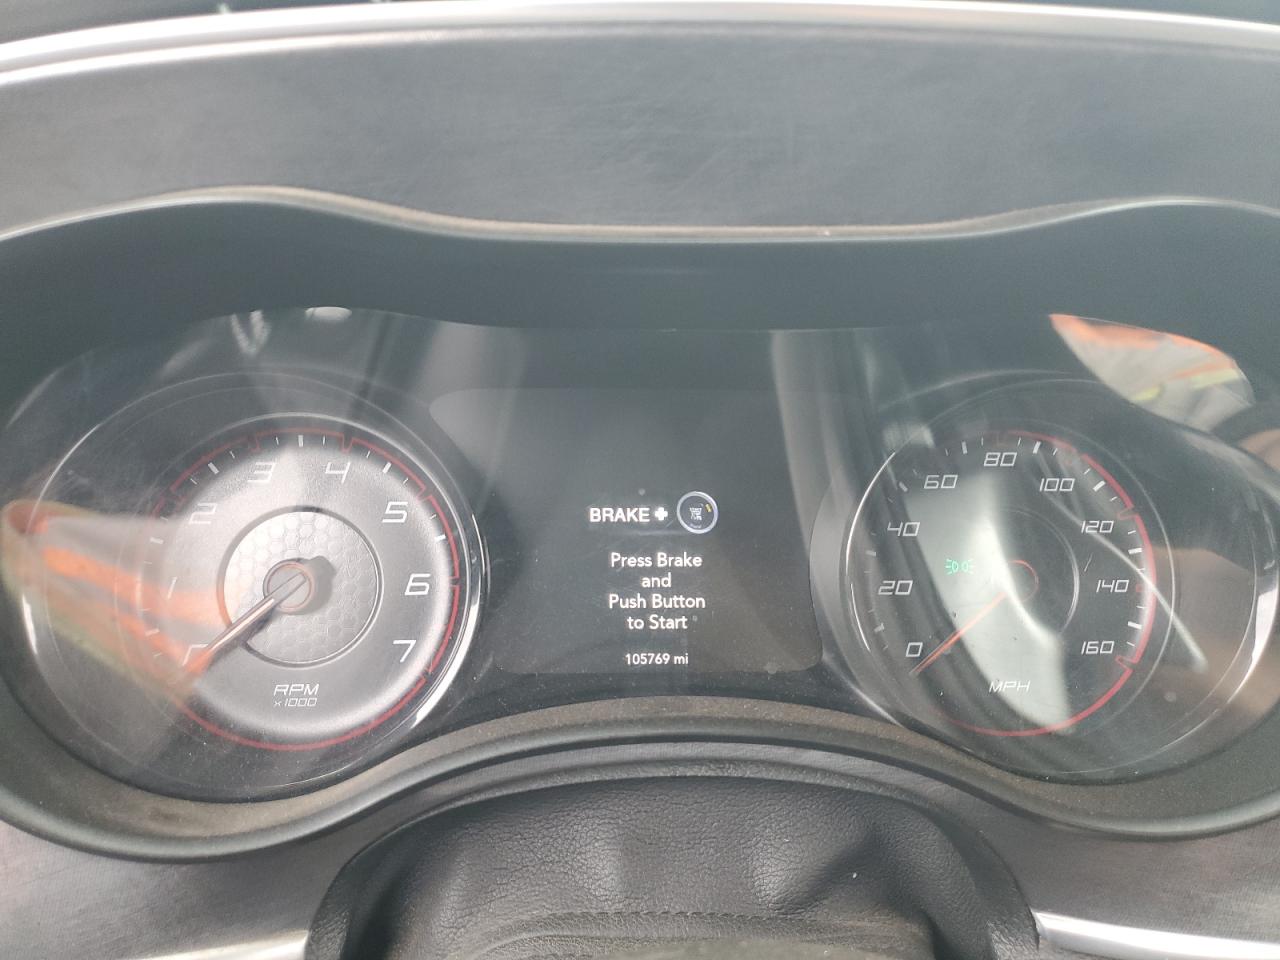 BRAKE +
Press Brake
and
Push Button
to Start
105769 mi
1
2
3
4
5
6
7
RPM
x1000
0
20
40
60
80
100
120
140
160
MPH